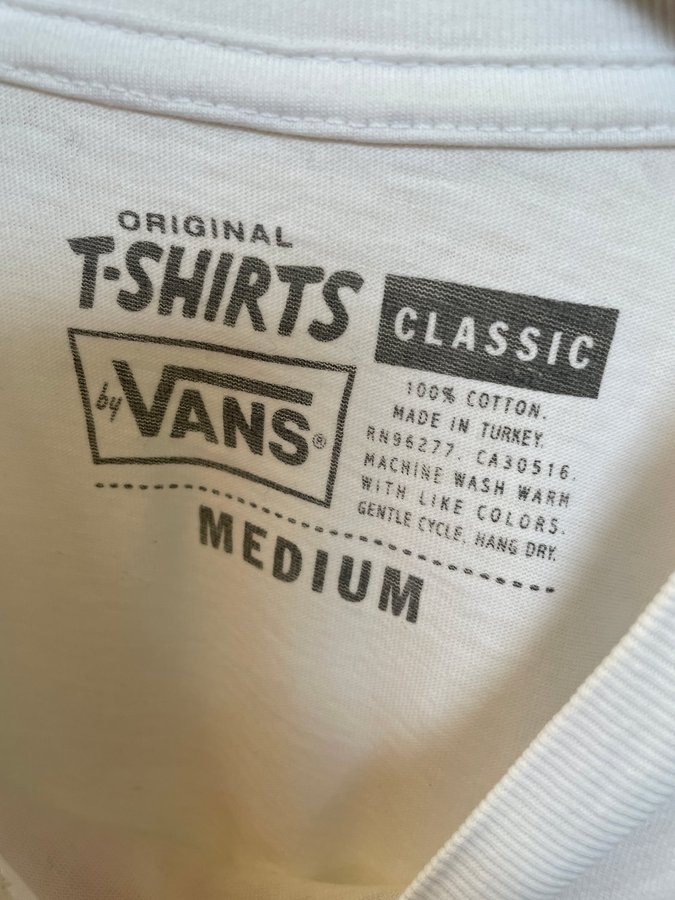 ORIGINAL
T-SHIRTS
by VANS®
CLASSIC
100% COTTON.
MADE IN TURKEY.
RN96277. CA30516.
MACHINE WASH WARM
WITH LIKE COLORS.
GENTLE CYCLE. HANG DRY.
MEDIUM